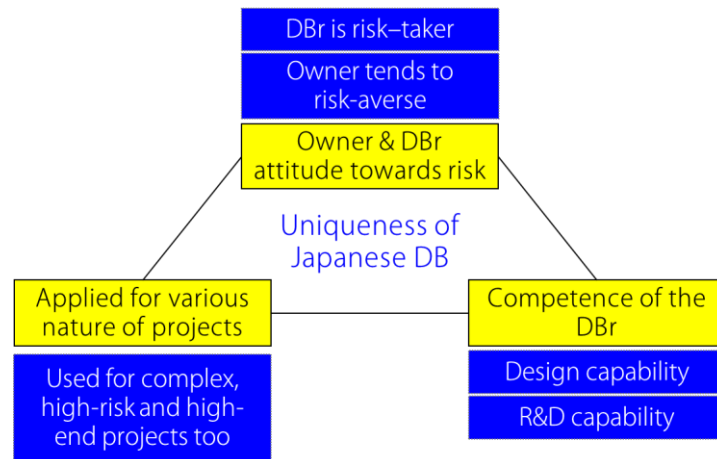 DBr is risk–taker
Owner tends to
risk-averse
Owner & DBr
attitude towards risk
Uniqueness of
Japanese DB
Applied for various
nature of projects
Used for complex,
high-risk and high-
end projects too
Competence of the
DBr
Design capability
R&D capability